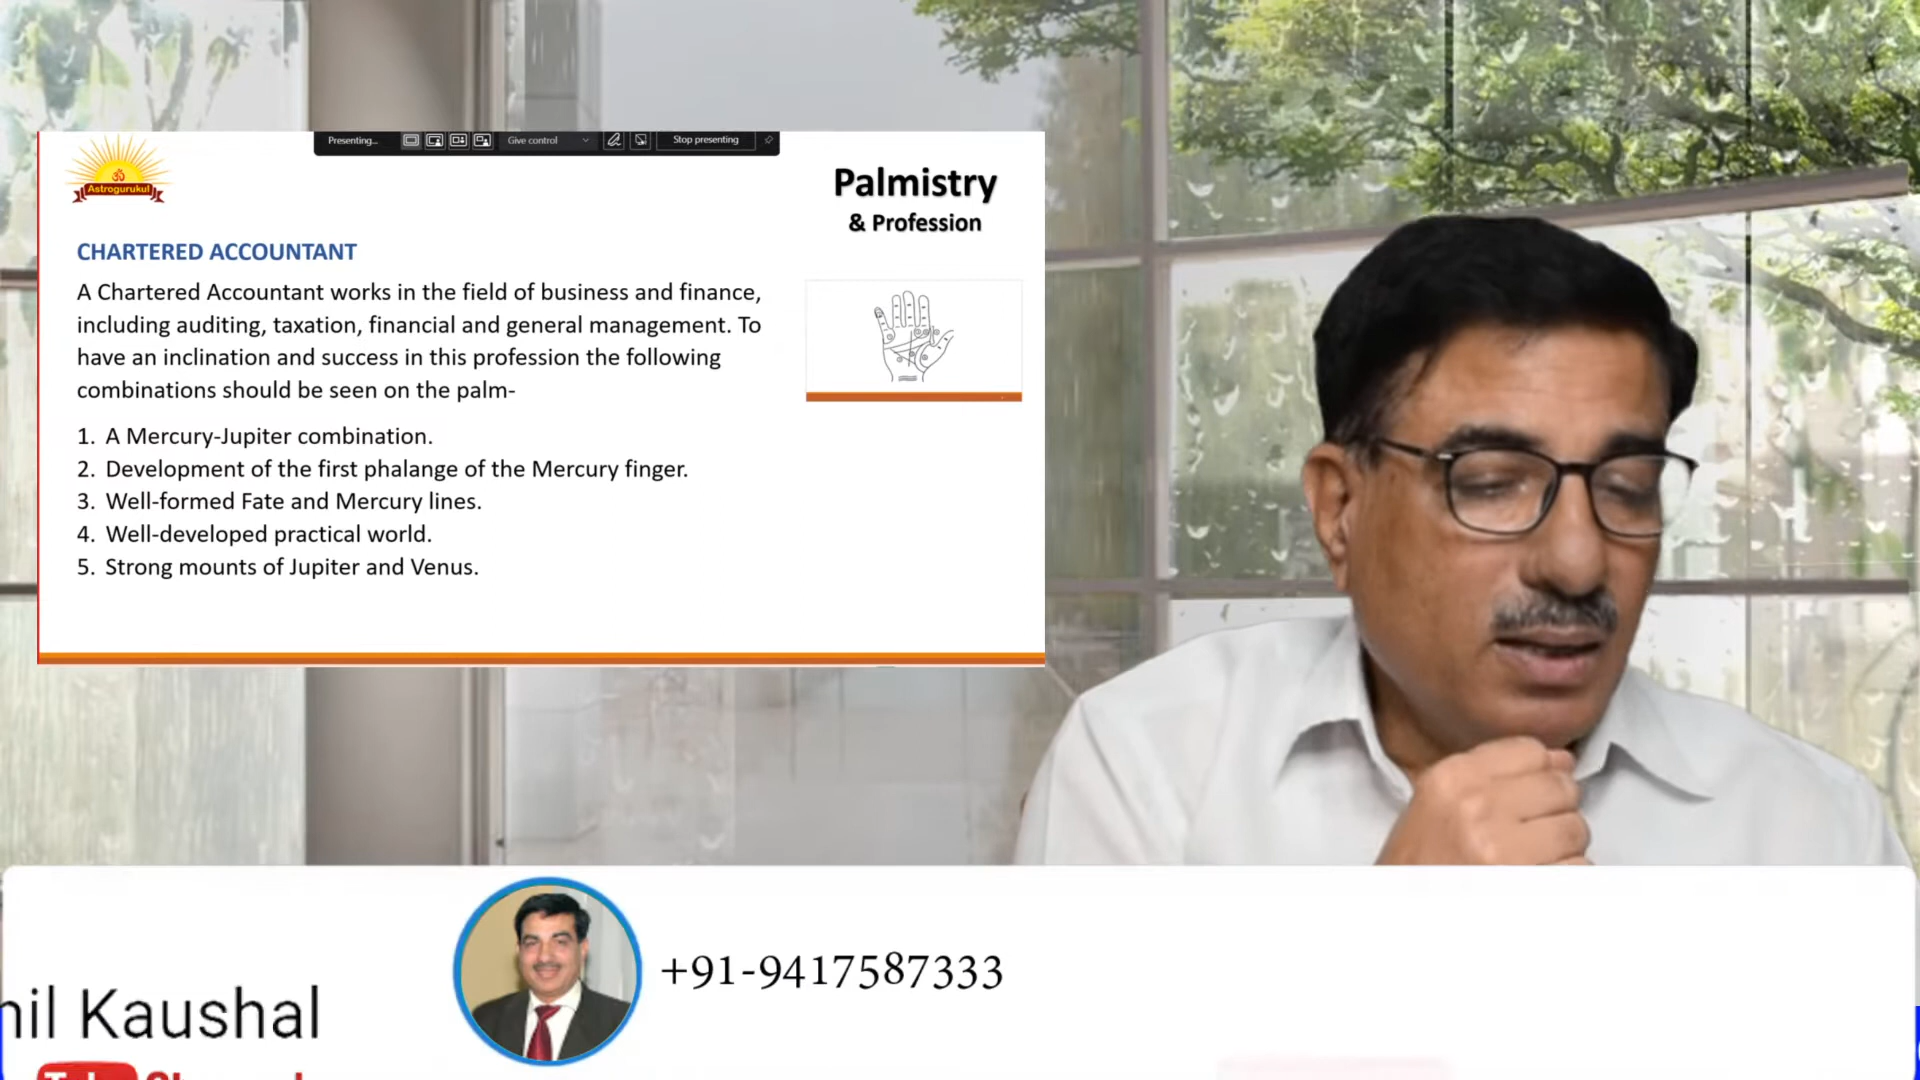 Presenting...
Give control
Stop presenting
ॐ
Astrogurukul
Palmistry
& Profession
CHARTERED ACCOUNTANT
A Chartered Accountant works in the field of business and finance,
including auditing, taxation, financial and general management. To
have an inclination and success in this profession the following
combinations should be seen on the palm-
1. A Mercury-Jupiter combination.
2. Development of the first phalange of the Mercury finger.
3. Well-formed Fate and Mercury lines.
4. Well-developed practical world.
5. Strong mounts of Jupiter and Venus.
+91-9417587333
nil Kaushal